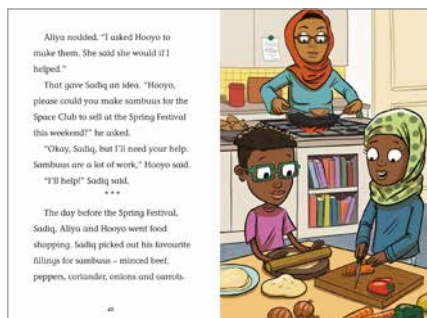 Aliya nodded. “I asked Hooyo to
make them. She said she would if I
helped.”
That gave Sadiq an idea. “Hooyo,
please could you make sambuus for the
Space Club to sell at the Spring Festival
this weekend?” he asked.
“Okay, Sadiq, but I’ll need your help.
Sambuus are a lot of work,” Hooyo said.
“I’ll help!” Sadiq said.
* * *
The day before the Spring Festival,
Sadiq, Aliya and Hooyo went food
shopping. Sadiq picked out his favourite
fillings for sambuus – minced beef,
peppers, coriander, onions and carrots.